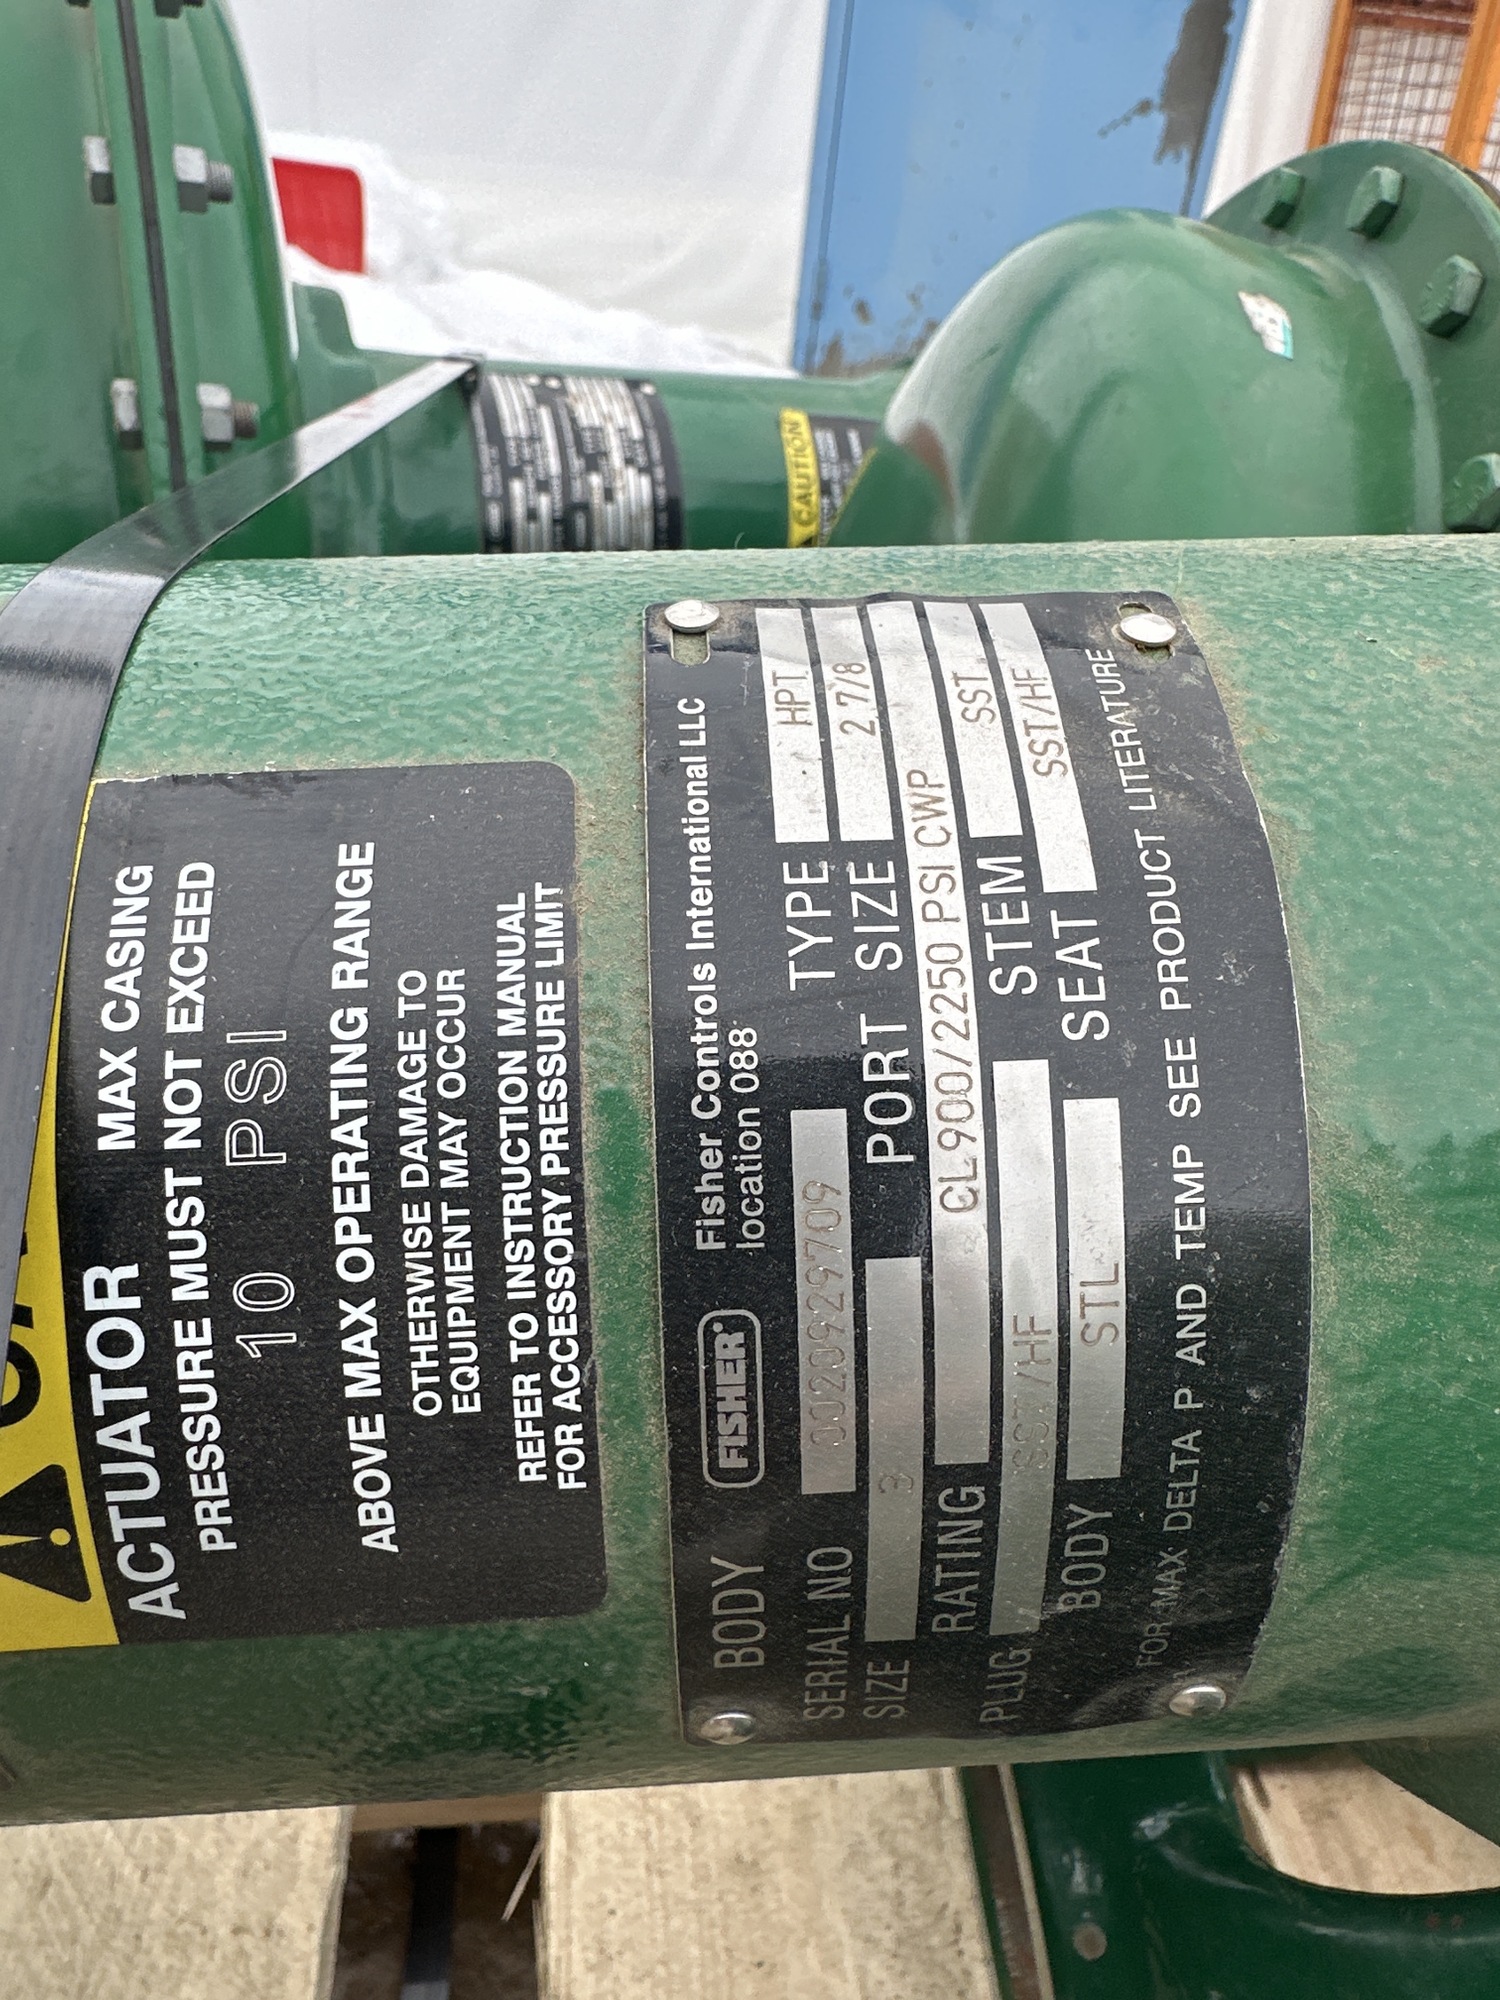 ACTUATOR MAX CASING
PRESSURE MUST NOT EXCEED
10 PSI
ABOVE MAX OPERATING RANGE
OTHERWISE DAMAGE TO
EQUIPMENT MAY OCCUR
REFER TO INSTRUCTION MANUAL
FOR ACCESSORY PRESSURE LIMIT
BODY FISHER Fisher Controls International LLC
location 088
SERIAL NO 0020929709 TYPE HPT
SIZE 3 PORT SIZE 2 7/8
RATING CL900/2250 PSI CWP
PLUG SST/HF STEM SST
BODY STL SEAT SST/HF
FOR MAX DELTA P AND TEMP SEE PRODUCT LITERATURE
CAUTION